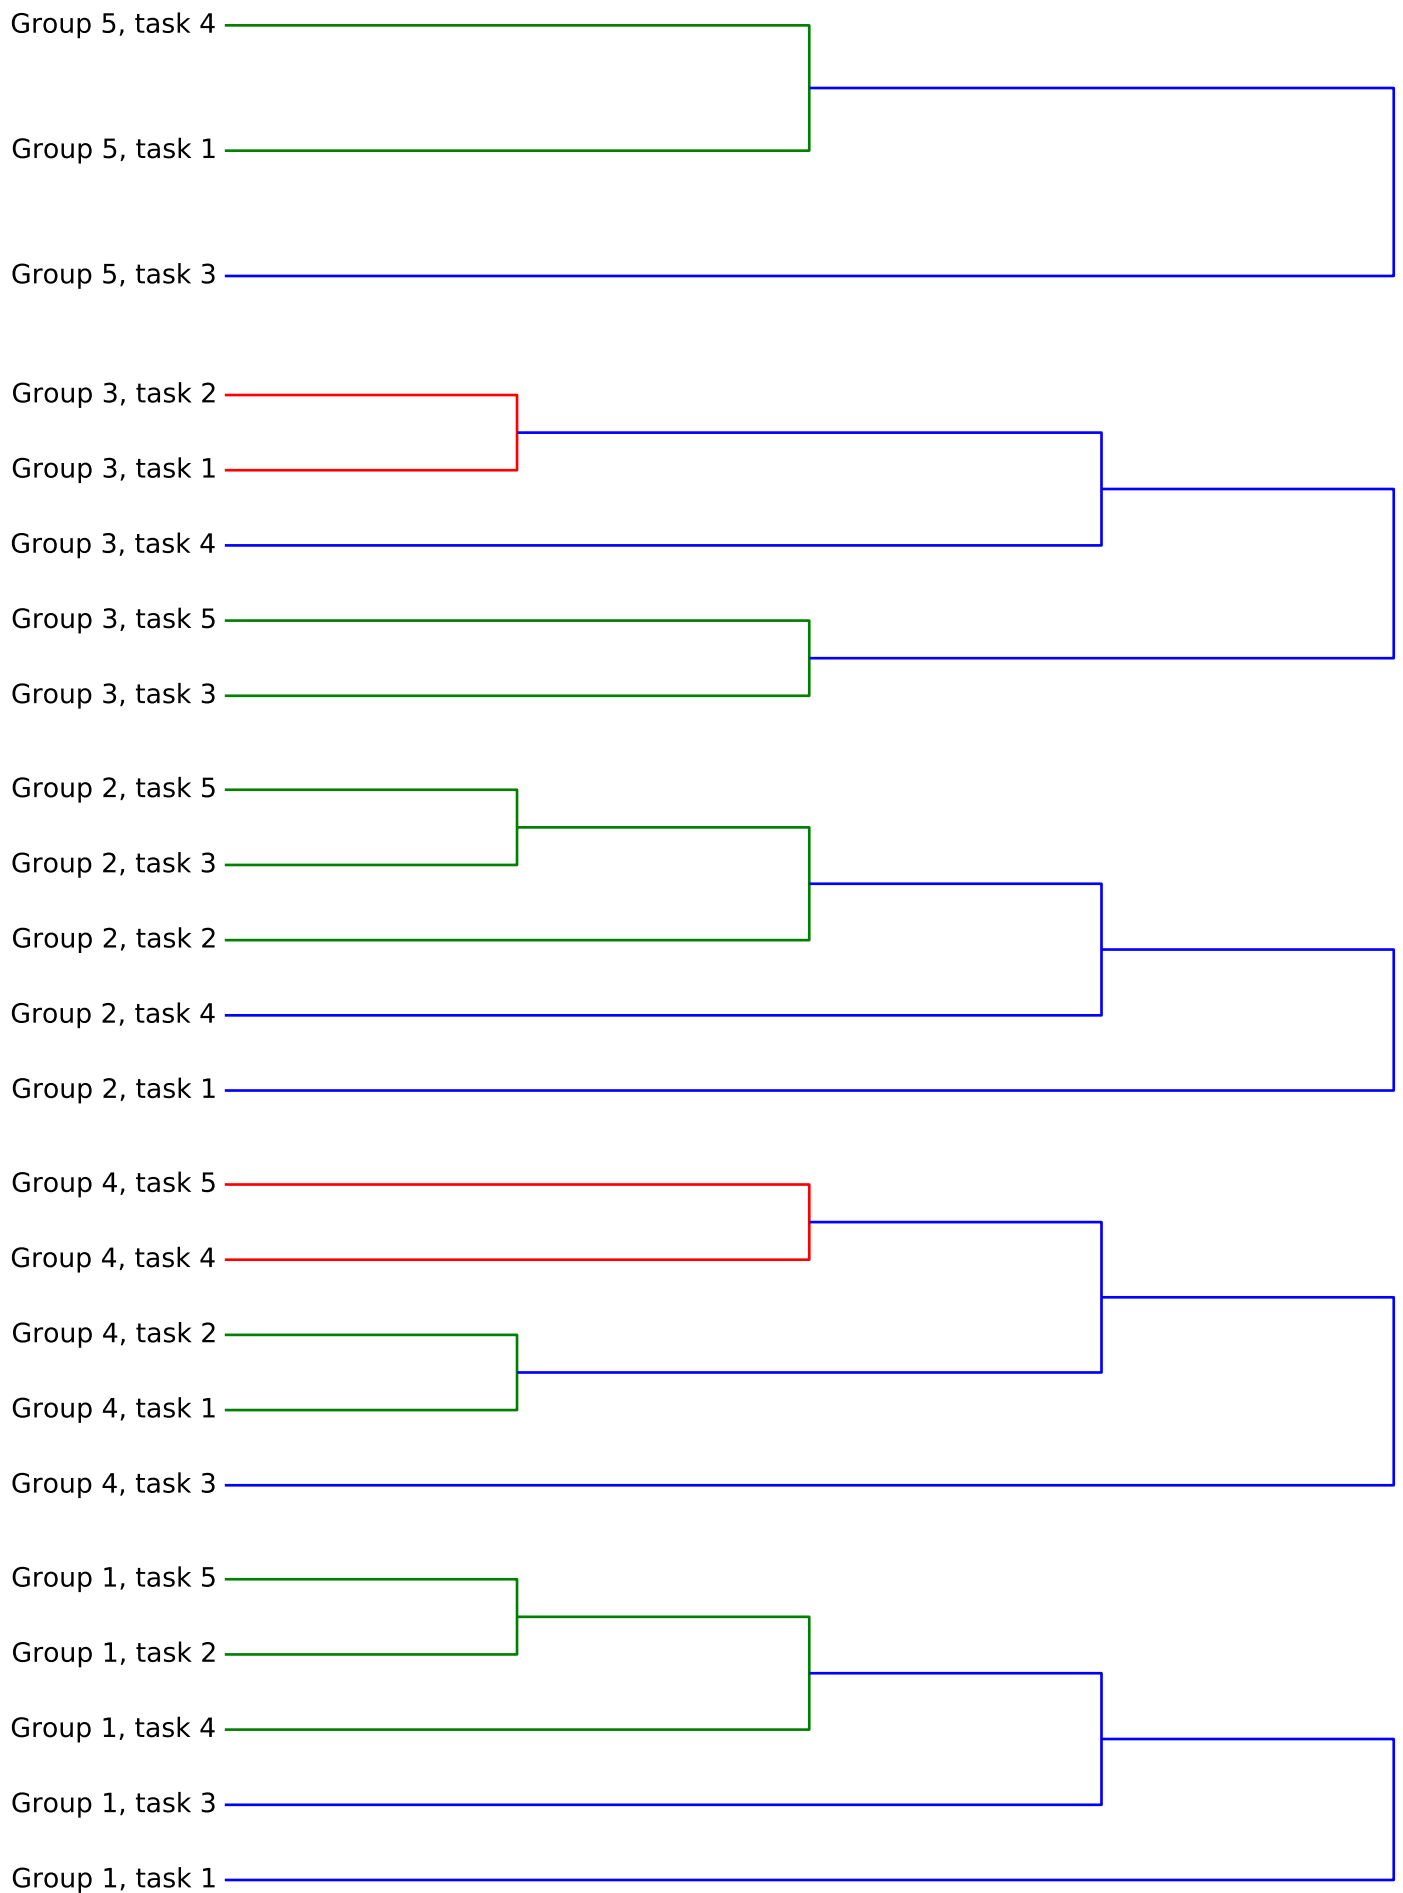 Group 5, task 4
Group 5, task 1
Group 5, task 3
Group 3, task 2
Group 3, task 1
Group 3, task 4
Group 3, task 5
Group 3, task 3
Group 2, task 5
Group 2, task 3
Group 2, task 2
Group 2, task 4
Group 2, task 1
Group 4, task 5
Group 4, task 4
Group 4, task 2
Group 4, task 1
Group 4, task 3
Group 1, task 5
Group 1, task 2
Group 1, task 4
Group 1, task 3
Group 1, task 1